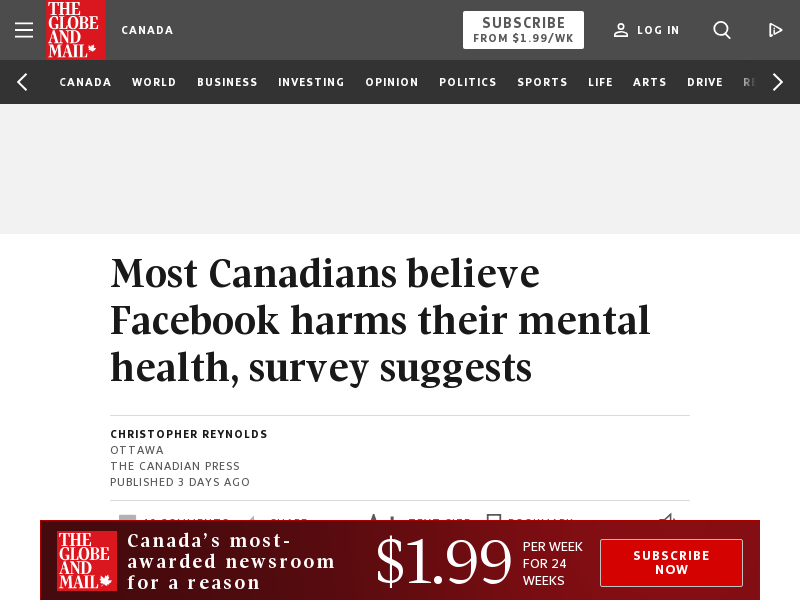 THE
GLOBE
AND
MAIL
CANADA
SUBSCRIBE
FROM $1.99/WK
LOG IN
CANADA WORLD BUSINESS INVESTING OPINION POLITICS SPORTS LIFE ARTS DRIVE
Most Canadians believe
Facebook harms their mental
health, survey suggests
CHRISTOPHER REYNOLDS
OTTAWA
THE CANADIAN PRESS
PUBLISHED 3 DAYS AGO
THE
GLOBE
AND
MAIL
Canada's most-
awarded newsroom
for a reason
$1.99
PER WEEK
FOR 24
WEEKS
SUBSCRIBE
NOW